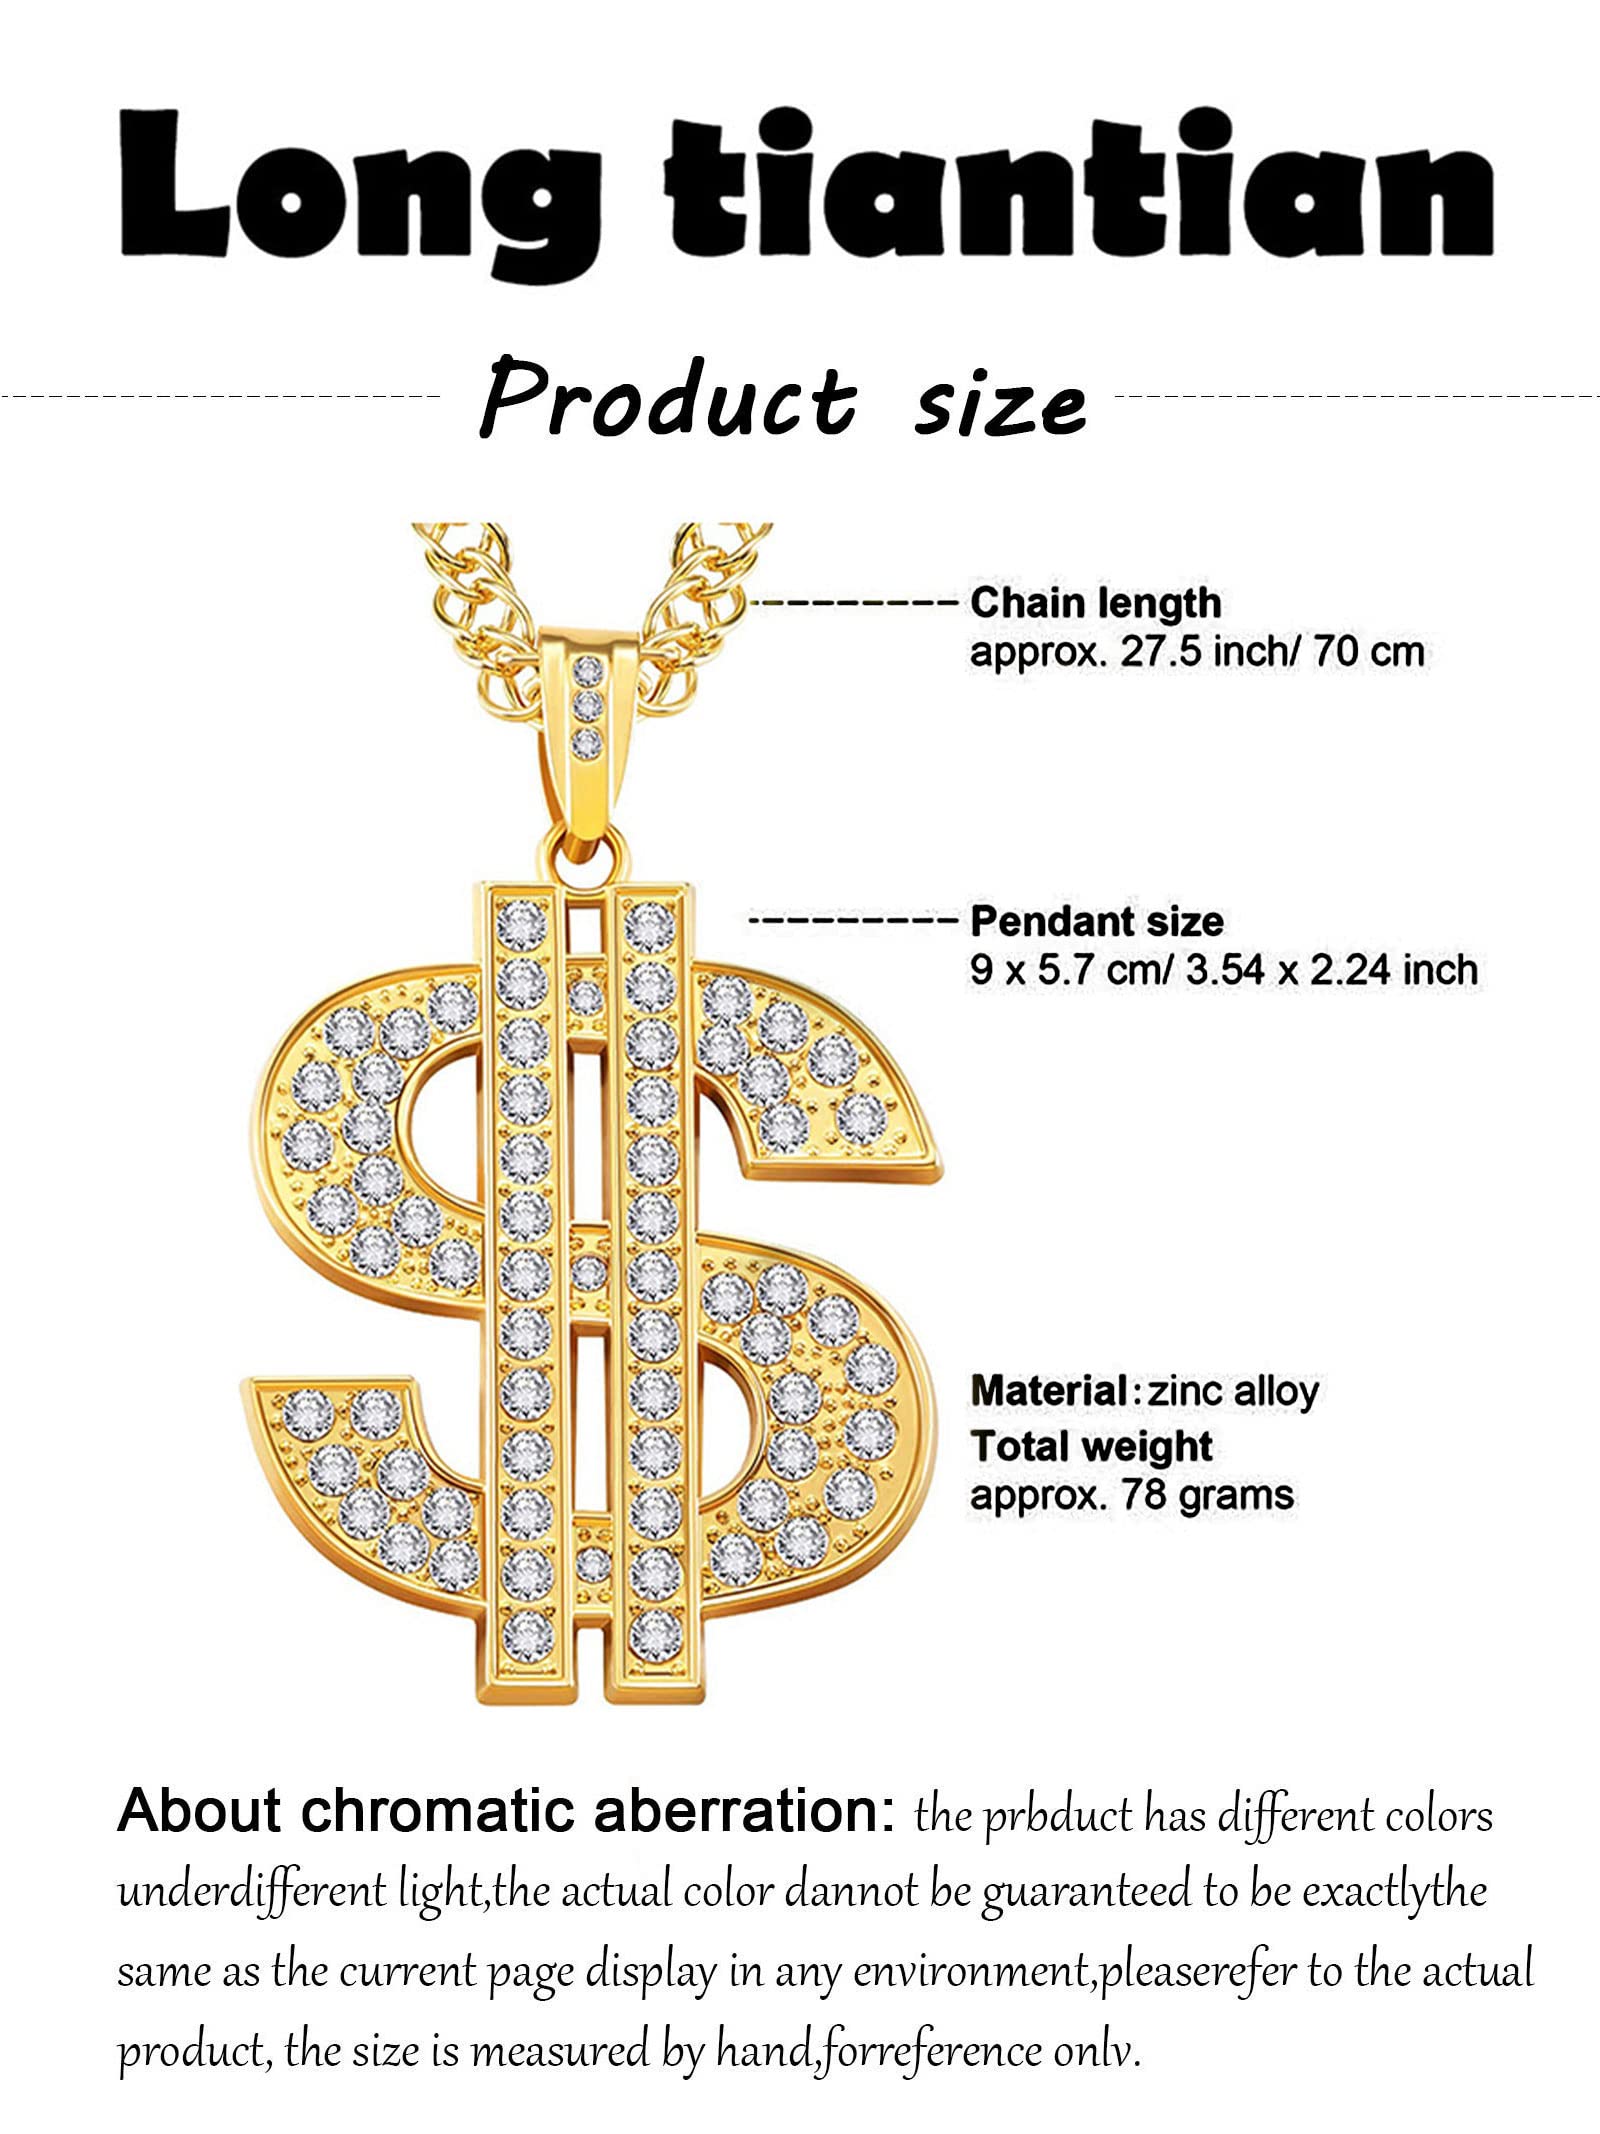 Long tiantian
Product size
Chain length
approx. 27.5 inch/ 70 cm
Pendant size
9 x 5.7 cm/ 3.54 x 2.24 inch
Material:zinc alloy
Total weight
approx. 78 grams
About chromatic aberration: the prbduct has different colors
underdifferent light,the actual color dannot be guaranteed to be exactlythe
same as the current page display in any environment,pleaserefer to the actual
product, the size is measured by hand,forreference onlv.